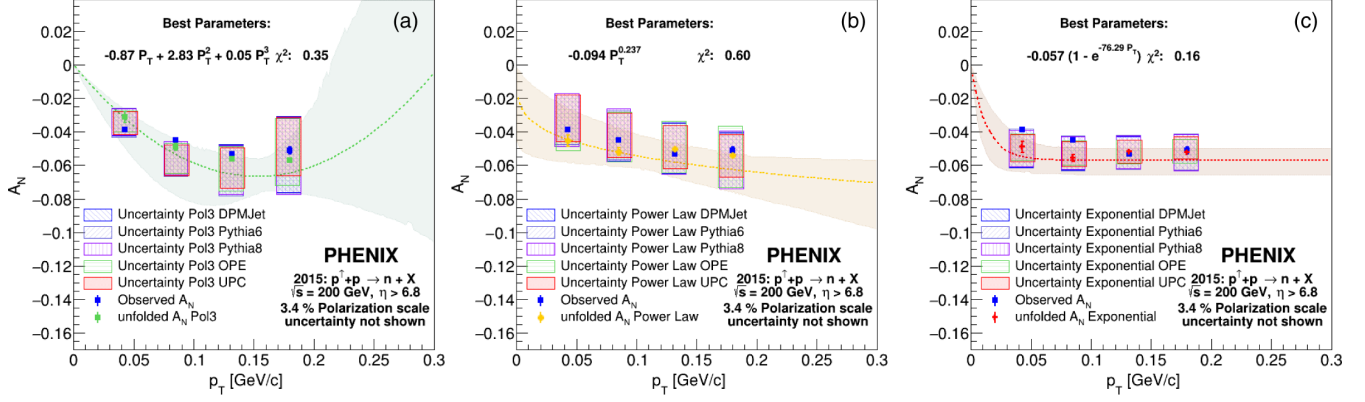 (a)
Best Parameters:
-0.87 P_T + 2.83 P_T^2 + 0.05 P_T^3 χ²: 0.35
A_N
0.02
0
−0.02
−0.04
−0.06
−0.08
−0.1
−0.12
−0.14
−0.16
Uncertainty Pol3 DPMJet
Uncertainty Pol3 Pythia6
Uncertainty Pol3 Pythia8
Uncertainty Pol3 OPE
Uncertainty Pol3 UPC
Observed A_N
unfolded A_N Pol3
PHENIX
2015: p^↑+p → n + X
√s = 200 GeV, η > 6.8
3.4 % Polarization scale
uncertainty not shown
0 0.05 0.1 0.15 0.2 0.25 0.3
p_T [GeV/c]
(b)
Best Parameters:
-0.094 P_T^0.237 χ²: 0.60
A_N
0.02
0
−0.02
−0.04
−0.06
−0.08
−0.1
−0.12
−0.14
−0.16
Uncertainty Power Law DPMJet
Uncertainty Power Law Pythia6
Uncertainty Power Law Pythia8
Uncertainty Power Law OPE
Uncertainty Power Law UPC
Observed A_N
unfolded A_N Power Law
PHENIX
2015: p^↑+p → n + X
√s = 200 GeV, η > 6.8
3.4 % Polarization scale
uncertainty not shown
0 0.05 0.1 0.15 0.2 0.25 0.3
p_T [GeV/c]
(c)
Best Parameters:
-0.057 (1 - e^-76.29 P_T) χ²: 0.16
A_N
0.02
0
−0.02
−0.04
−0.06
−0.08
−0.1
−0.12
−0.14
−0.16
Uncertainty Exponential DPMJet
Uncertainty Exponential Pythia6
Uncertainty Exponential Pythia8
Uncertainty Exponential OPE
Uncertainty Exponential UPC
Observed A_N
unfolded A_N Exponential
PHENIX
2015: p^↑+p → n + X
√s = 200 GeV, η > 6.8
3.4 % Polarization scale
uncertainty not shown
0 0.05 0.1 0.15 0.2 0.25 0.3
p_T [GeV/c]